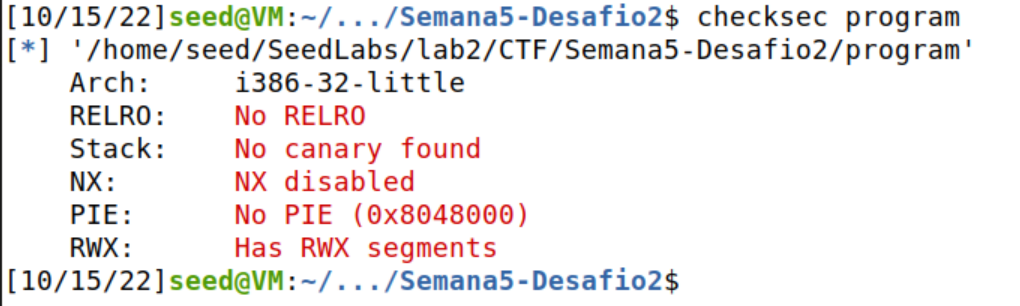 [10/15/22]seed@VM:~/.../Semana5-Desafio2$ checksec program
[*] '/home/seed/SeedLabs/lab2/CTF/Semana5-Desafio2/program'
    Arch:     i386-32-little
    RELRO:    No RELRO
    Stack:    No canary found
    NX:       NX disabled
    PIE:      No PIE (0x8048000)
    RWX:      Has RWX segments
[10/15/22]seed@VM:~/.../Semana5-Desafio2$